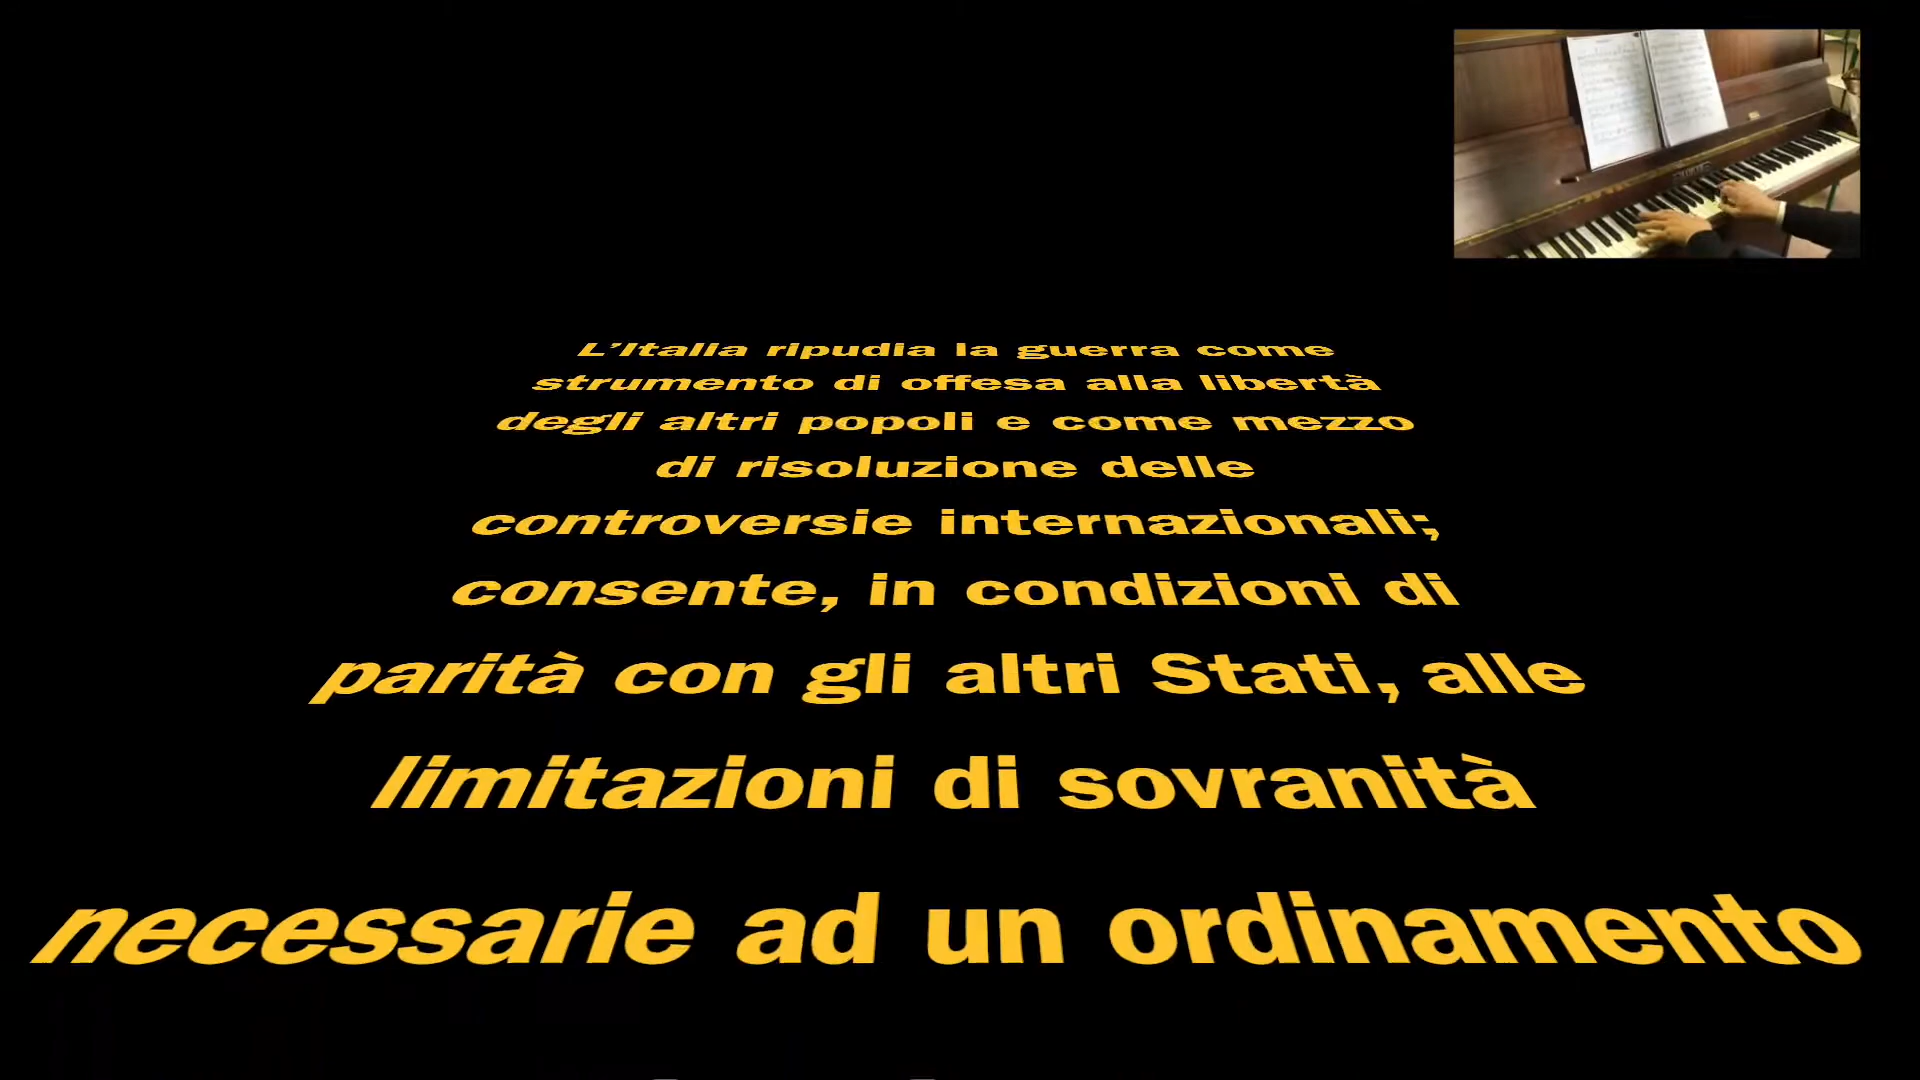 L’Italia ripudia la guerra come
strumento di offesa alla libertà
degli altri popoli e come mezzo
di risoluzione delle
controversie internazionali;
consente, in condizioni di
parità con gli altri Stati, alle
limitazioni di sovranità
necessarie ad un ordinamento